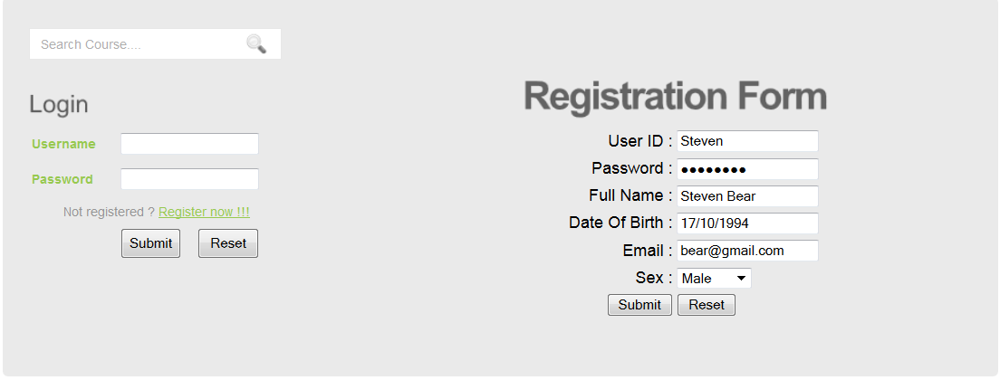 Search Course....
Login
Username
Password
Not registered ? Register now !!!
Submit Reset
Registration Form
User ID : Steven
Password : ●●●●●●●●
Full Name : Steven Bear
Date Of Birth : 17/10/1994
Email : bear@gmail.com
Sex : Male
Submit Reset